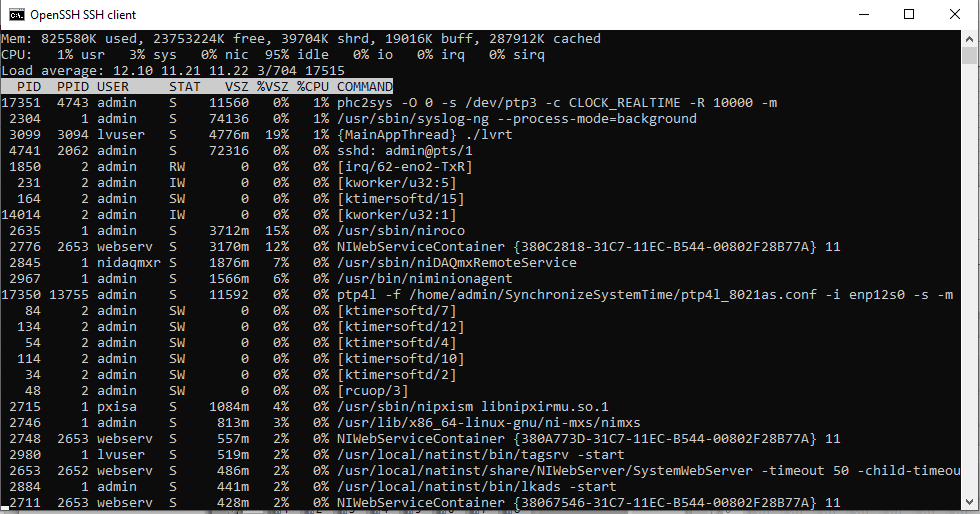 OpenSSH SSH client
Mem: 825580K used, 23753224K free, 39704K shrd, 19016K buff, 287912K cached
CPU:   1% usr   3% sys   0% nic  95% idle   0% io   0% irq   0% sirq
Load average: 12.10 11.21 11.22 3/704 17515
  PID  PPID USER     STAT   VSZ %VSZ %CPU COMMAND
17351  4743 admin    S    11560   0%   1% phc2sys -O 0 -s /dev/ptp3 -c CLOCK_REALTIME -R 10000 -m
 2304     1 admin    S    74136   0%   1% /usr/sbin/syslog-ng --process-mode=background
 3099  3094 lvuser   S    4776m  19%   1% {MainAppThread} ./lvrt
 4741  2062 admin    S    72316   0%   0% sshd: admin@pts/1
 1850     2 admin    RW       0   0%   0% [irq/62-eno2-TxR]
  231     2 admin    IW       0   0%   0% [kworker/u32:5]
  164     2 admin    SW       0   0%   0% [ktimersoftd/15]
14014     2 admin    IW       0   0%   0% [kworker/u32:1]
 2635     1 admin    S    3712m  15%   0% /usr/sbin/niroco
 2776  2653 webserv  S    3170m  12%   0% NIWebServiceContainer {380C2818-31C7-11EC-B544-00802F28B77A} 11
 2845     1 nidaqmxr S    1876m   7%   0% /usr/sbin/niDAQmxRemoteService
 2967     1 admin    S    1566m   6%   0% /usr/bin/niminionagent
17350 13755 admin    S    11592   0%   0% ptp4l -f /home/admin/SynchronizeSystemTime/ptp4l_8021as.conf -i enp12s0 -s -m
   84     2 admin    SW       0   0%   0% [ktimersoftd/7]
  134     2 admin    SW       0   0%   0% [ktimersoftd/12]
   54     2 admin    SW       0   0%   0% [ktimersoftd/4]
  114     2 admin    SW       0   0%   0% [ktimersoftd/10]
   34     2 admin    SW       0   0%   0% [ktimersoftd/2]
   48     2 admin    SW       0   0%   0% [rcuop/3]
 2715     1 pxisa    S    1084m   4%   0% /usr/sbin/nipxism libnipxirmu.so.1
 2746     1 admin    S     813m   3%   0% /usr/lib/x86_64-linux-gnu/ni-mxs/nimxs
 2748  2653 webserv  S     557m   2%   0% NIWebServiceContainer {380A773D-31C7-11EC-B544-00802F28B77A} 11
 2980     1 lvuser   S     519m   2%   0% /usr/local/natinst/bin/tagsrv -start
 2653  2652 webserv  S     486m   2%   0% /usr/local/natinst/share/NIWebServer/SystemWebServer -timeout 50 -child-timeou
 2884     1 admin    S     441m   2%   0% /usr/local/natinst/bin/lkads -start
 2711  2653 webserv  S     428m   2%   0% NIWebServiceContainer {38067546-31C7-11EC-B544-00802F28B77A} 11